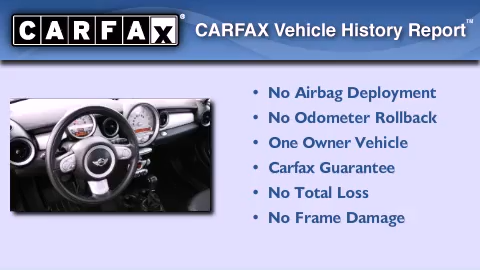 CARFAX® CARFAX Vehicle History Report™
• No Airbag Deployment
• No Odometer Rollback
• One Owner Vehicle
• Carfax Guarantee
• No Total Loss
• No Frame Damage